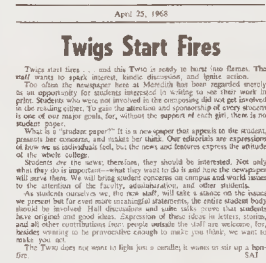 April 25, 1968
Twigs Start Fires
Twigs start fires . . . and this Twig is ready to burst into flames. The
staff wants to spark interest, kindle discussion, and ignite action.
Too often the newspaper here at Meredith has been regarded merely
as an opportunity for students interested in writing to see their work in
print. Students who were not involved in the composing did not get involved
in the reading either. To gain the attention and sponsorship of every student
is one of our major goals, for, without the support of each girl, there is no
student paper.
What is a "student paper?" It is a newspaper that appeals to the student,
presents her concerns, and makes her think. Our editorials are expressions
of how we as individuals feel, but the news and features express the attitude
of the whole college.
Students are the news; therefore, they should be interested. Not only
what they do is important—what they want to do is and here the newspaper
will serve them. We will bring student concerns on campus and world issues
to the attention of the faculty, administration, and other students.
As students ourselves we, the new staff, will take a stance on the issues
we present but for even more meaningful statements, the entire student body
should be involved. Hall discussions and cube talks prove that students
have original and good ideas. Expression of these ideas in letters, stories,
and all other contributions from people outside the staff are welcome, for,
besides wanting to be provocative enough to make you think, we want to
make you act.
The Twig does not want to light just a candle; it wants to stir up a bon-
fire. SAJ